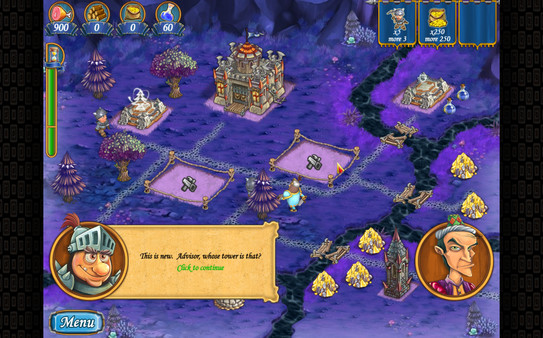 900
0
0
60
x5
more 3
x250
more 250
This is new. Advisor, whose tower is that?
Click to continue
Menu